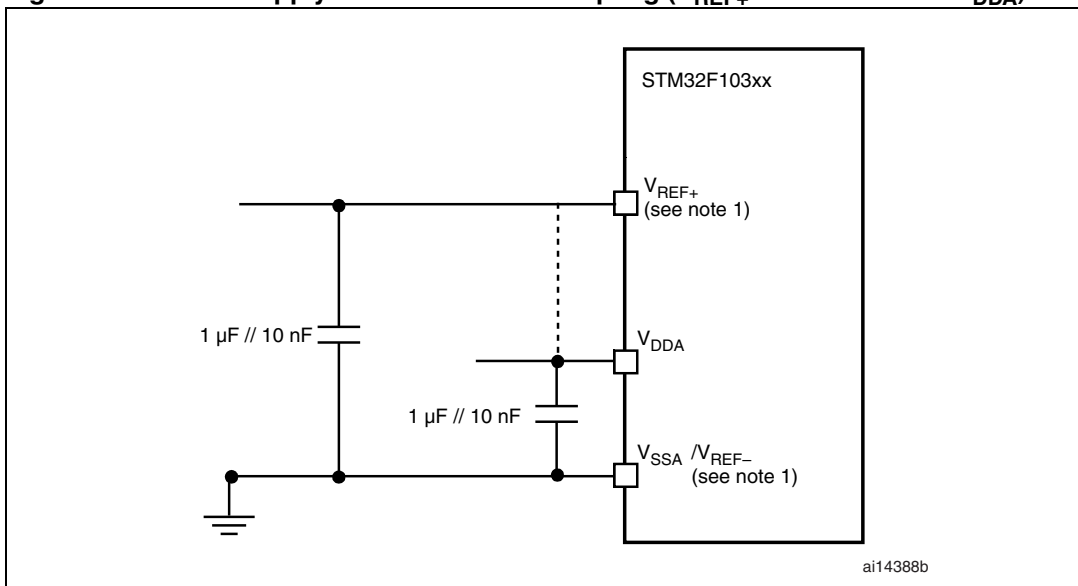 STM32F103xx
VREF+
(see note 1)
1 µF // 10 nF
VDDA
1 µF // 10 nF
VSSA /VREF–
(see note 1)
ai14388b